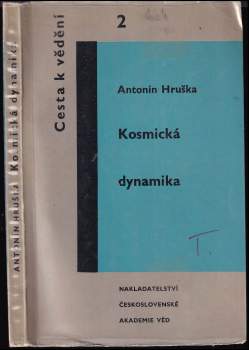 ANTONÍN HRUŠKA Kosmická dynamika
Cesta k vědění
2
Antonín Hruška
Kosmická
dynamika
T.
NAKLADATELSTVÍ
ČESKOSLOVENSKÉ
AKADEMIE VĚD